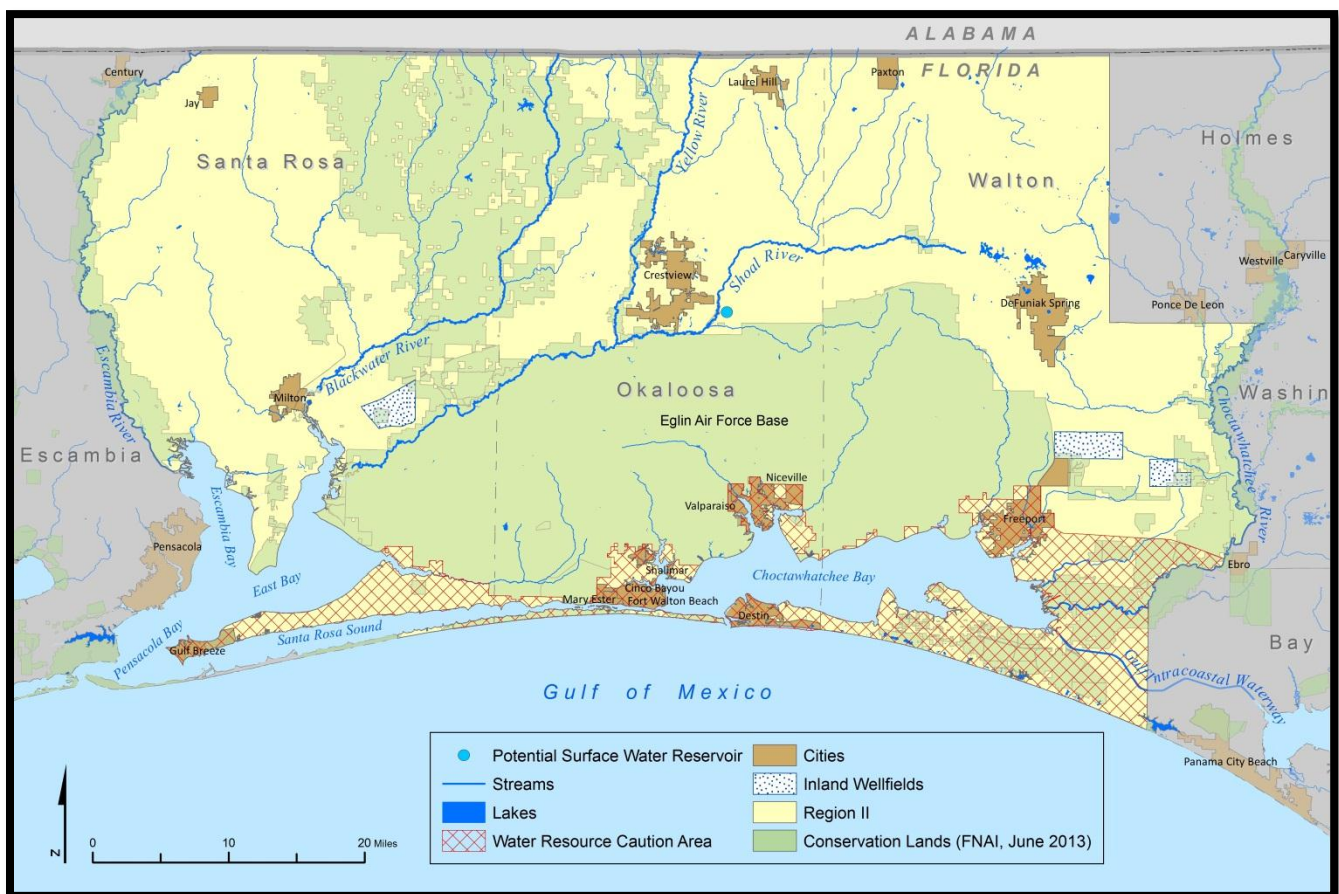 ALABAMA
FLORIDA
Century
Jay
Laurel Hill
Paxton
Holmes
Santa Rosa
Yellow River
Walton
Crestview
Shoal River
Westville
Caryville
DeFuniak Spring
Ponce De Leon
Escambia River
Blackwater River
Milton
Okaloosa
Eglin Air Force Base
Choctawhatchee River
Washin
Escambia
Escambia Bay
Niceville
Valparaiso
Freeport
Pensacola
East Bay
Shalimar
Cinco Bayou
Mary Ester
Fort Walton Beach
Choctawhatchee Bay
Ebro
Destin
Santa Rosa Sound
Gulf Breeze
Pensacola Bay
Bay
Gulf Intracoastal Waterway
Gulf of Mexico
Panama City Beach
Potential Surface Water Reservoir
Streams
Lakes
Water Resource Caution Area
Cities
Inland Wellfields
Region II
Conservation Lands (FNAI, June 2013)
N
0 10 20 Miles